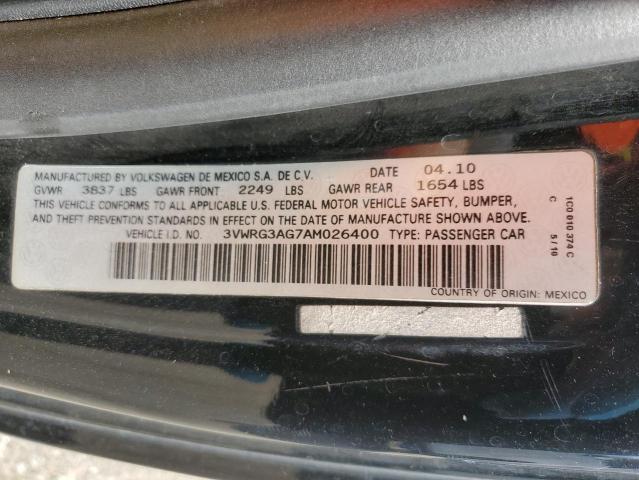 MANUFACTURED BY VOLKSWAGEN DE MEXICO S.A. DE C.V. DATE 04.10
GVWR 3837 LBS GAWR FRONT 2249 LBS GAWR REAR 1654 LBS
THIS VEHICLE CONFORMS TO ALL APPLICABLE U.S. FEDERAL MOTOR VEHICLE SAFETY, BUMPER,
AND THEFT PREVENTION STANDARDS IN EFFECT ON THE DATE OF MANUFACTURE SHOWN ABOVE.
VEHICLE I.D. NO. 3VWRG3AG7AM026400 TYPE: PASSENGER CAR
COUNTRY OF ORIGIN: MEXICO
1C0 010 374 C
C 5/10